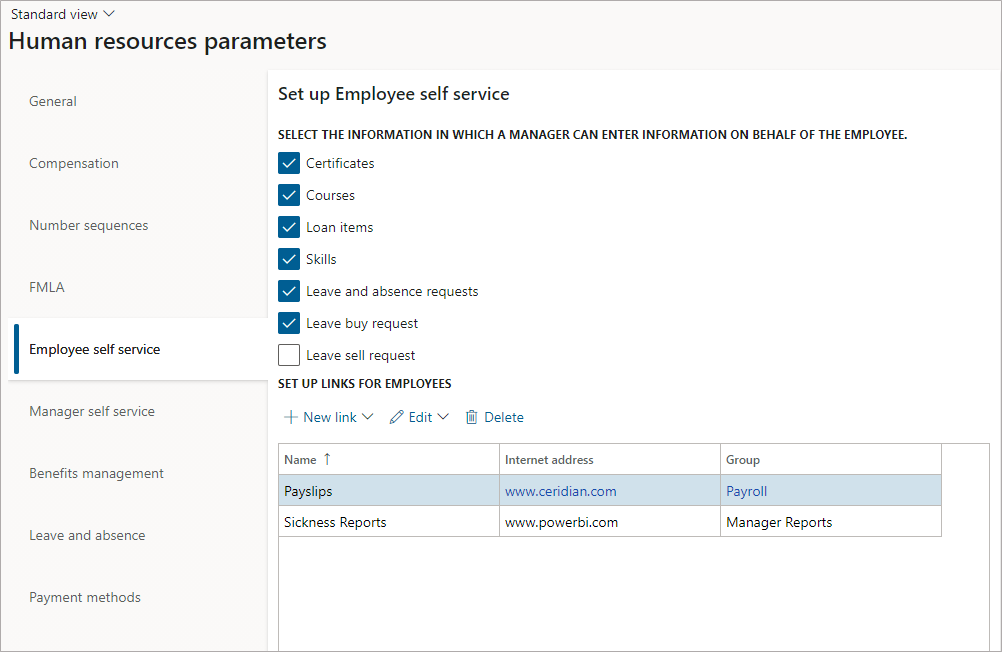 Standard view
Human resources parameters
General
Compensation
Number sequences
FMLA
Employee self service
Manager self service
Benefits management
Leave and absence
Payment methods
Set up Employee self service
SELECT THE INFORMATION IN WHICH A MANAGER CAN ENTER INFORMATION ON BEHALF OF THE EMPLOYEE.
Certificates
Courses
Loan items
Skills
Leave and absence requests
Leave buy request
Leave sell request
SET UP LINKS FOR EMPLOYEES
New link Edit Delete
Name ↑ Internet address Group
Payslips www.ceridian.com Payroll
Sickness Reports www.powerbi.com Manager Reports